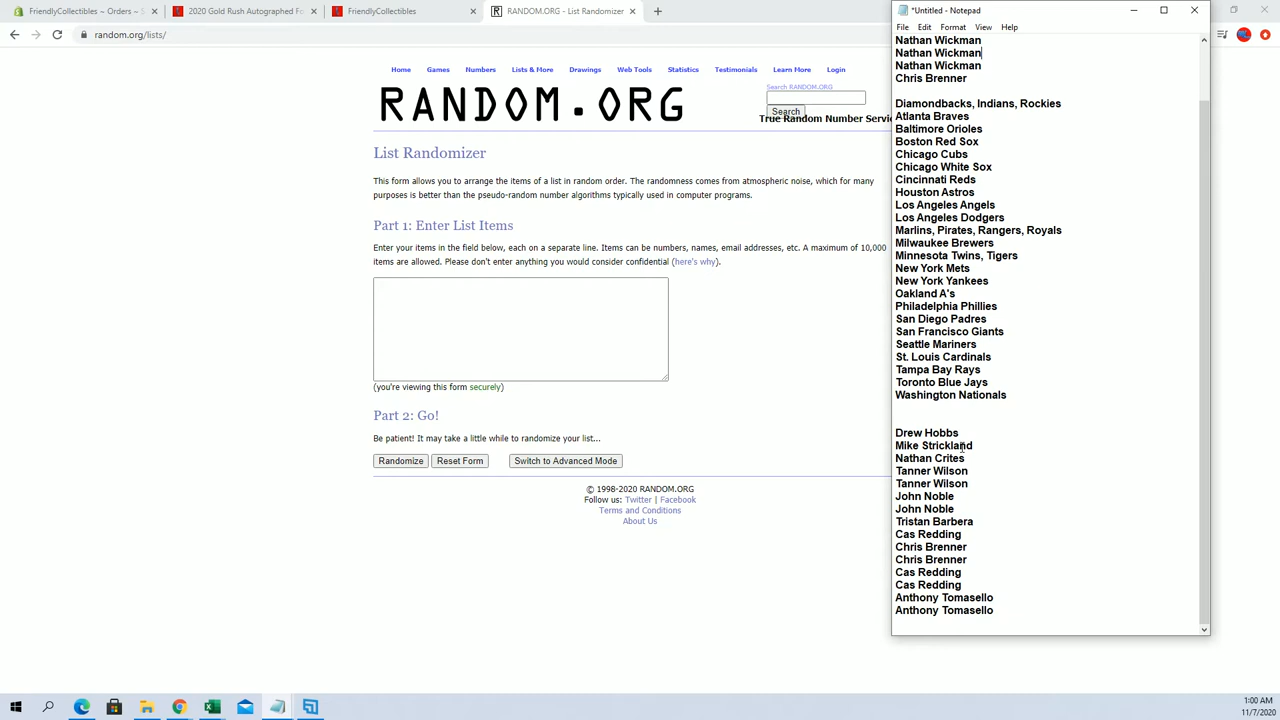 FriendlyCollectibles ~ Orders ~ S
2020 Gold Rush Autographed F
FriendlyCollectibles
RANDOM.ORG - List Randomizer
random.org/lists/
Home Games Numbers Lists & More Drawings Web Tools Statistics Testimonials Learn More Login
RANDOM.ORG
Search RANDOM.ORG
Search
True Random Number Servi
List Randomizer
This form allows you to arrange the items of a list in random order. The randomness comes from atmospheric noise, which for many
purposes is better than the pseudo-random number algorithms typically used in computer programs.
Part 1: Enter List Items
Enter your items in the field below, each on a separate line. Items can be numbers, names, email addresses, etc. A maximum of 10,000
items are allowed. Please don't enter anything you would consider confidential (here's why).
(you're viewing this form securely)
Part 2: Go!
Be patient! It may take a little while to randomize your list...
Randomize Reset Form Switch to Advanced Mode
© 1998-2020 RANDOM.ORG
Follow us: Twitter | Facebook
Terms and Conditions
About Us
*Untitled - Notepad
File Edit Format View Help
Nathan Wickman
Nathan Wickman
Nathan Wickman
Chris Brenner
Diamondbacks, Indians, Rockies
Atlanta Braves
Baltimore Orioles
Boston Red Sox
Chicago Cubs
Chicago White Sox
Cincinnati Reds
Houston Astros
Los Angeles Angels
Los Angeles Dodgers
Marlins, Pirates, Rangers, Royals
Milwaukee Brewers
Minnesota Twins, Tigers
New York Mets
New York Yankees
Oakland A's
Philadelphia Phillies
San Diego Padres
San Francisco Giants
Seattle Mariners
St. Louis Cardinals
Tampa Bay Rays
Toronto Blue Jays
Washington Nationals
Drew Hobbs
Mike Strickland
Nathan Crites
Tanner Wilson
Tanner Wilson
John Noble
John Noble
Tristan Barbera
Cas Redding
Chris Brenner
Chris Brenner
Cas Redding
Cas Redding
Anthony Tomasello
Anthony Tomasello
1:00 AM
11/7/2020